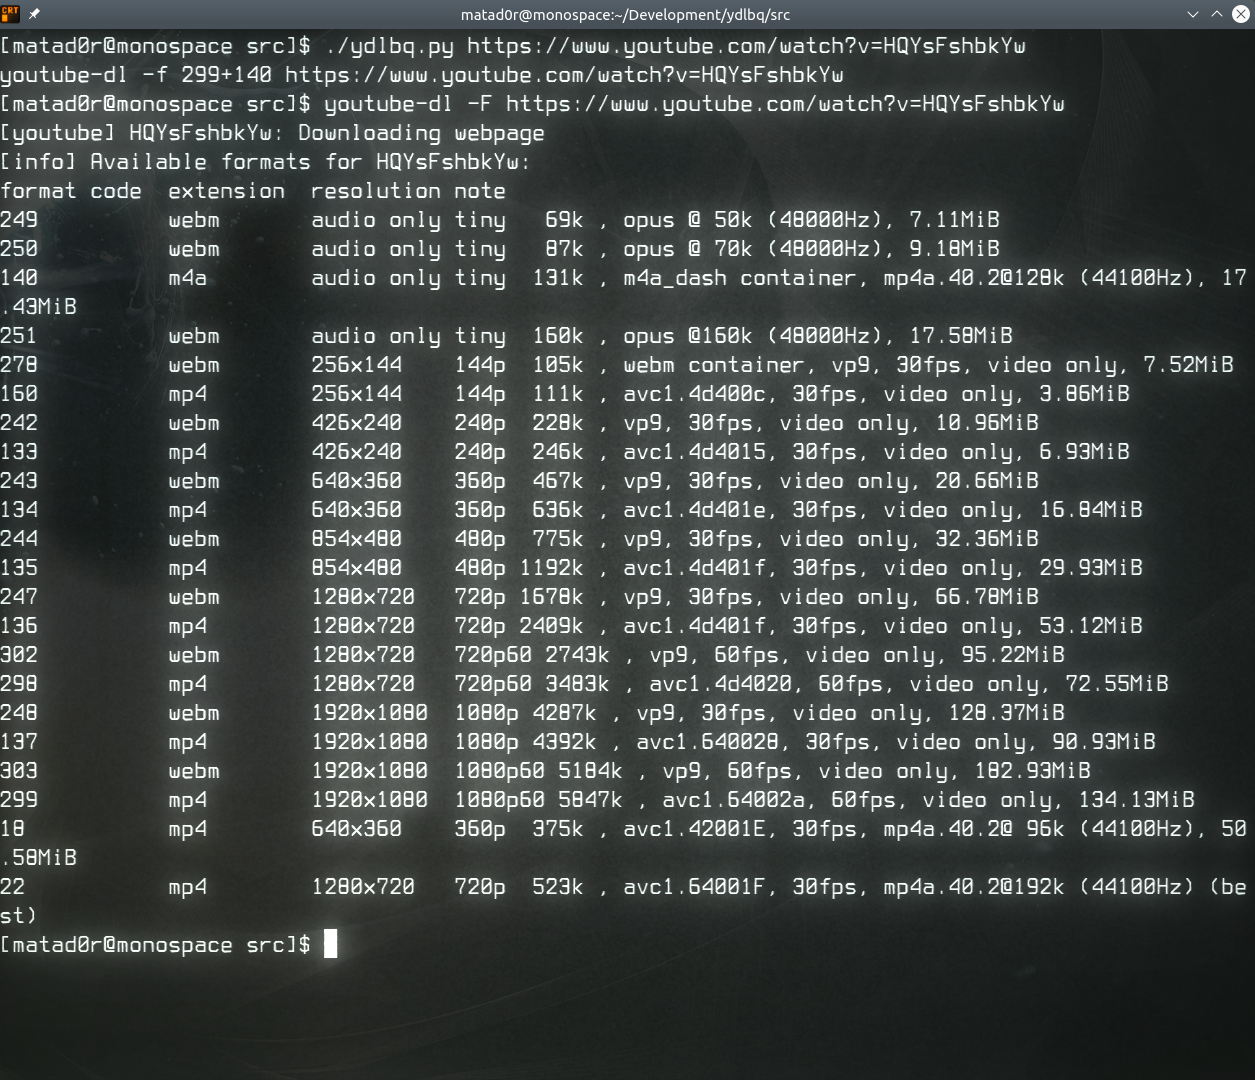 CRT
matad0r@monospace:~/Development/ydlbq/src
[matad0r@monospace src]$ ./ydlbq.py https://www.youtube.com/watch?v=HQYsFshbkYw
youtube-dl -f 299+140 https://www.youtube.com/watch?v=HQYsFshbkYw
[matad0r@monospace src]$ youtube-dl -F https://www.youtube.com/watch?v=HQYsFshbkYw
[youtube] HQYsFshbkYw: Downloading webpage
[info] Available formats for HQYsFshbkYw:
format code  extension  resolution note
249          webm       audio only tiny   69k , opus @ 50k (48000Hz), 7.11MiB
250          webm       audio only tiny   87k , opus @ 70k (48000Hz), 9.18MiB
140          m4a        audio only tiny  131k , m4a_dash container, mp4a.40.2@128k (44100Hz), 17
.43MiB
251          webm       audio only tiny  160k , opus @160k (48000Hz), 17.58MiB
278          webm       256x144    144p  105k , webm container, vp9, 30fps, video only, 7.52MiB
160          mp4        256x144    144p  111k , avc1.4d400c, 30fps, video only, 3.86MiB
242          webm       426x240    240p  228k , vp9, 30fps, video only, 10.96MiB
133          mp4        426x240    240p  246k , avc1.4d4015, 30fps, video only, 6.93MiB
243          webm       640x360    360p  467k , vp9, 30fps, video only, 20.66MiB
134          mp4        640x360    360p  636k , avc1.4d401e, 30fps, video only, 16.84MiB
244          webm       854x480    480p  775k , vp9, 30fps, video only, 32.36MiB
135          mp4        854x480    480p 1192k , avc1.4d401f, 30fps, video only, 29.93MiB
247          webm       1280x720   720p 1678k , vp9, 30fps, video only, 66.78MiB
136          mp4        1280x720   720p 2409k , avc1.4d401f, 30fps, video only, 53.12MiB
302          webm       1280x720   720p60 2743k , vp9, 60fps, video only, 95.22MiB
298          mp4        1280x720   720p60 3483k , avc1.4d4020, 60fps, video only, 72.55MiB
248          webm       1920x1080  1080p 4287k , vp9, 30fps, video only, 128.37MiB
137          mp4        1920x1080  1080p 4392k , avc1.640028, 30fps, video only, 90.93MiB
303          webm       1920x1080  1080p60 5184k , vp9, 60fps, video only, 182.93MiB
299          mp4        1920x1080  1080p60 5847k , avc1.64002a, 60fps, video only, 134.13MiB
18           mp4        640x360    360p  375k , avc1.42001E, 30fps, mp4a.40.2@ 96k (44100Hz), 50
.58MiB
22           mp4        1280x720   720p  523k , avc1.64001F, 30fps, mp4a.40.2@192k (44100Hz) (be
st)
[matad0r@monospace src]$